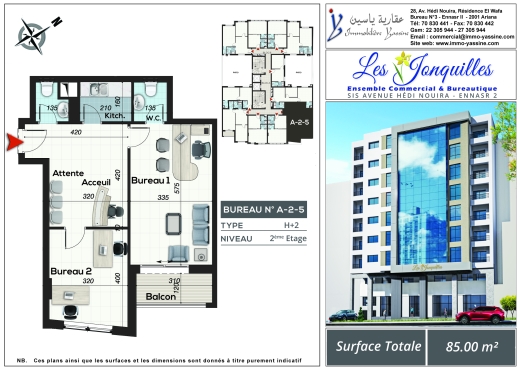 135
210
Kitch.
160
135
W.C.
420
Attente
Acceuil
320
420
Bureau 1
335
575
Bureau 2
320
400
310
120
Balcon
A-2-5
BUREAU N° A-2-5
TYPE H+2
NIVEAU 2ème Etage
NB. Ces plans ainsi que les surfaces et les dimensions sont donnés à titre purement indicatif
عقارية ياسين
Immobilière Yassine
28, Av. Hédi Nouira, Résidence El Wafa
Bureau N°3 - Ennasr II - 2001 Ariana
Tél: 70 830 441 - Fax: 70 830 442
Gsm: 22 305 944 - 27 305 944
Email : commercial@immo-yassine.com
Site web: www.immo-yassine.com
Les Jonquilles
Ensemble Commercial & Bureautique
SIS AVENUE HÉDI NOUIRA - ENNASR 2
Les Jonquilles
Surface Totale
85.00 m²